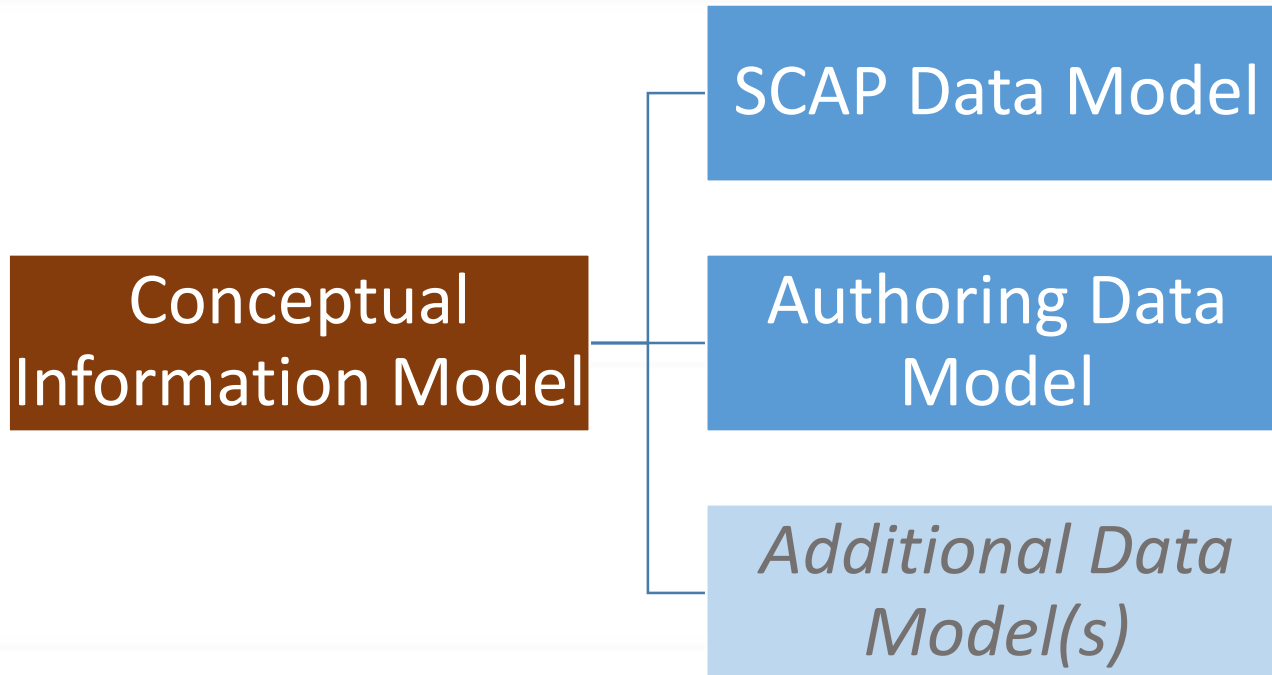 SCAP Data Model
Conceptual
Information Model
Authoring Data
Model
Additional Data
Model(s)